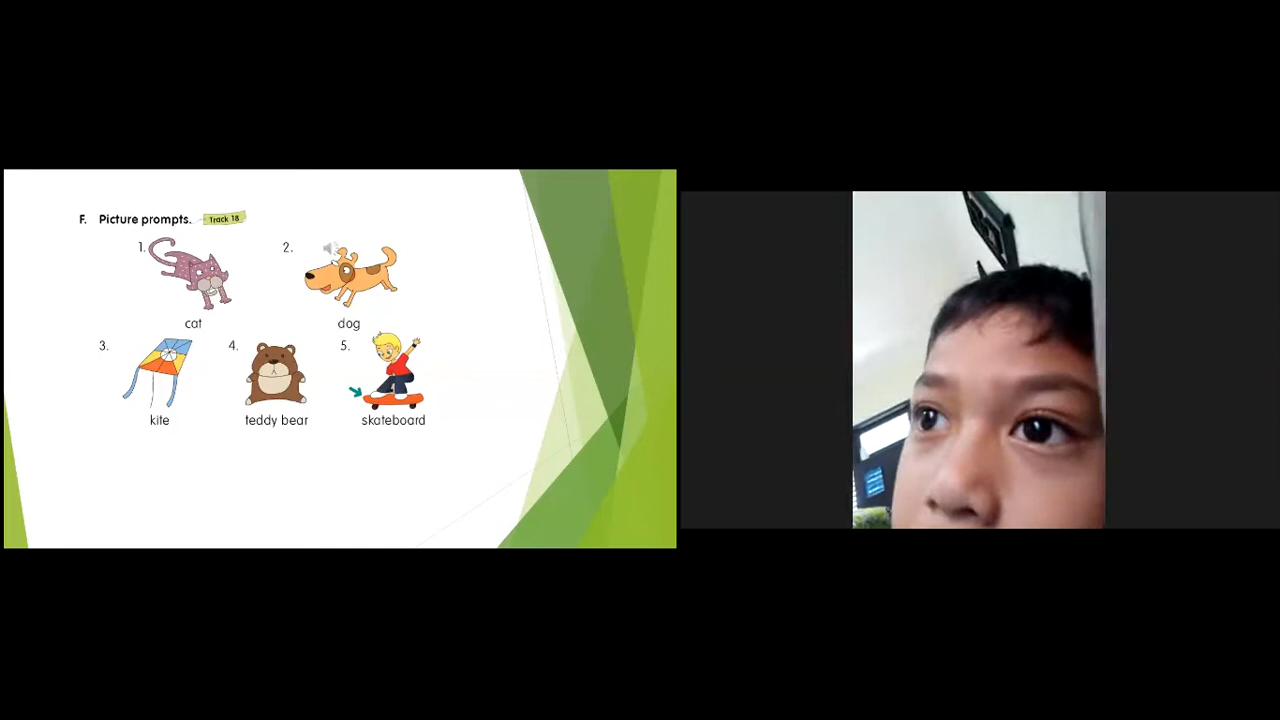 F. Picture prompts. Track 18
1. 2.
cat dog
3. 4. 5.
kite teddy bear skateboard